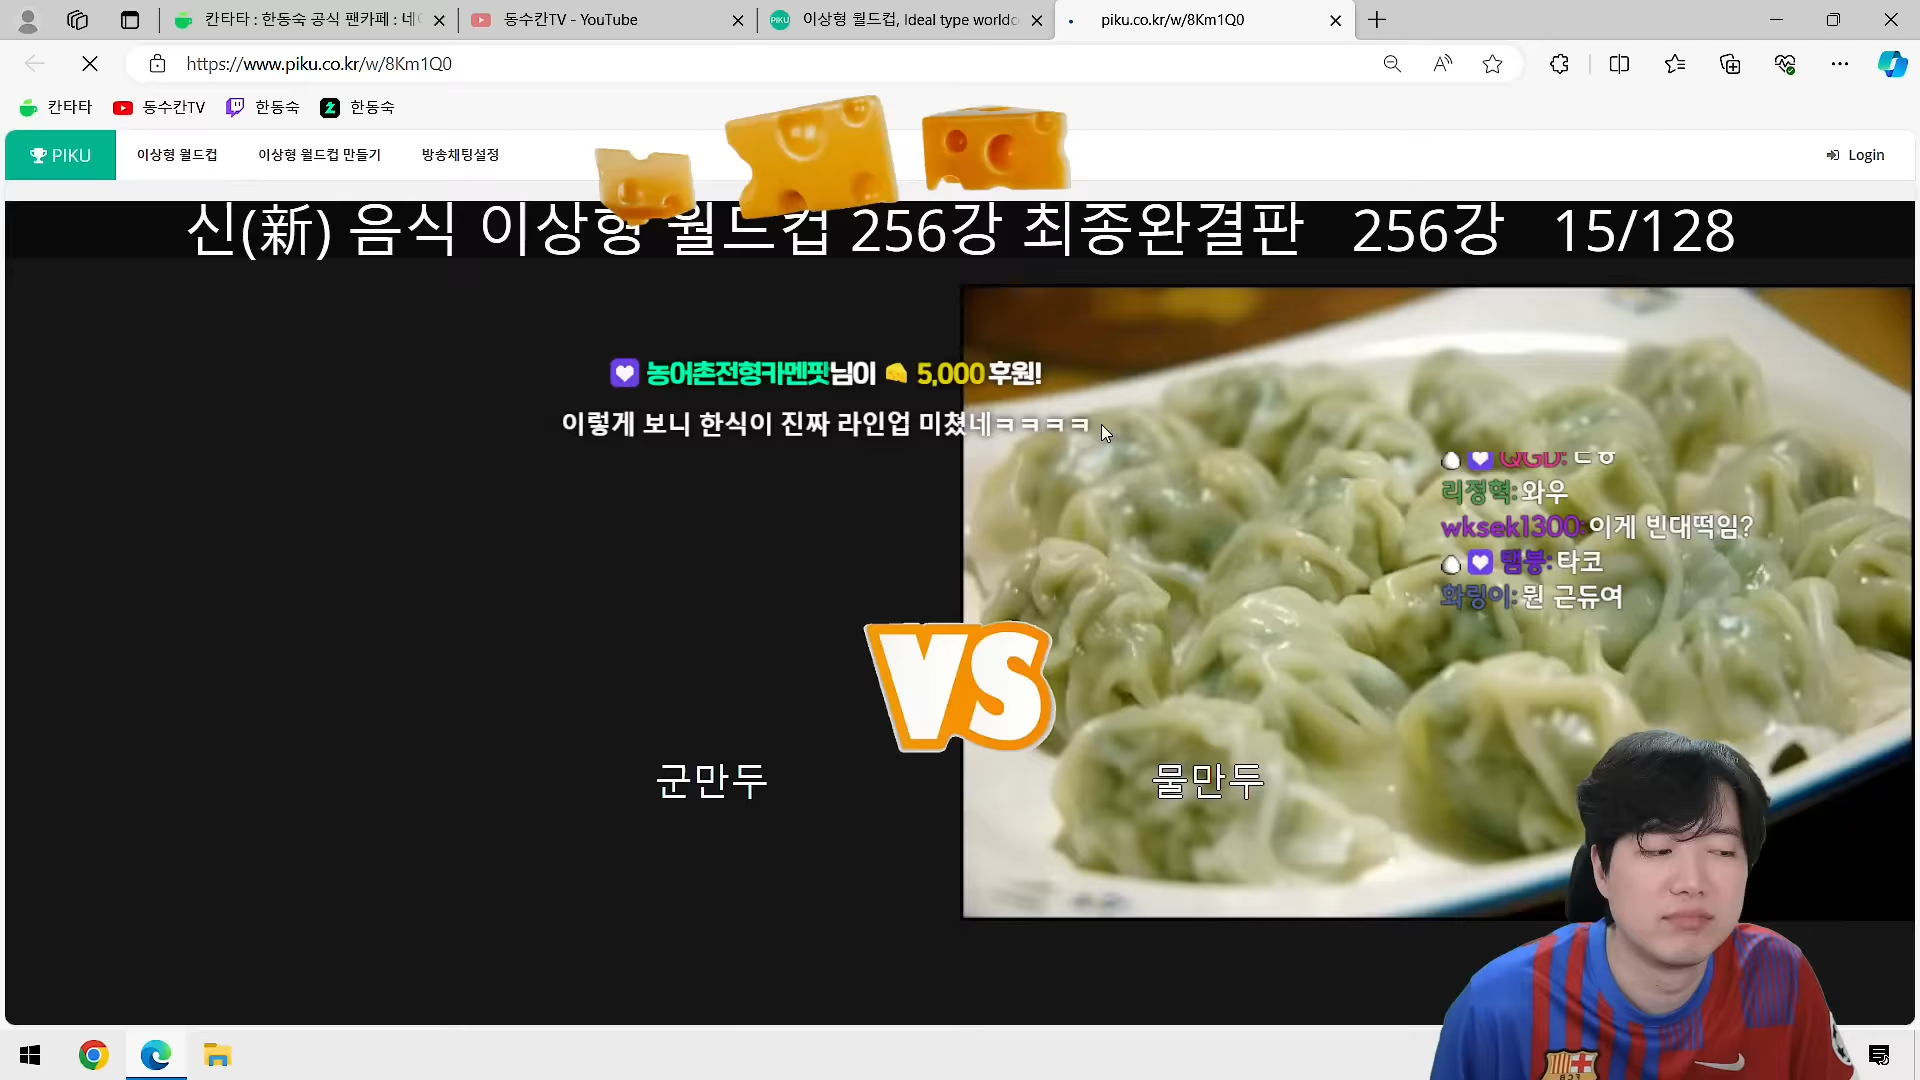 칸타타 : 한동숙 공식 팬카페 : 네
동수칸TV - YouTube
이상형 월드컵, Ideal type worldc
piku.co.kr/w/8Km1Q0
https://www.piku.co.kr/w/8Km1Q0
칸타타
동수칸TV
한동숙
한동숙
PIKU
이상형 월드컵
이상형 월드컵 만들기
방송채팅설정
Login
신(新) 음식 이상형 월드컵 256강 최종완결판 256강 15/128
농어촌전형카멘팟님이 5,000 후원!
이렇게 보니 한식이 진짜 라인업 미쳤네ㅋㅋㅋㅋ
QGD: ㄷㅎ
리정혁: 와우
wksek1300: 이게 빈대떡임?
탬붕: 타코
화링이: 뭔 근듀여
VS
군만두
물만두
FCB